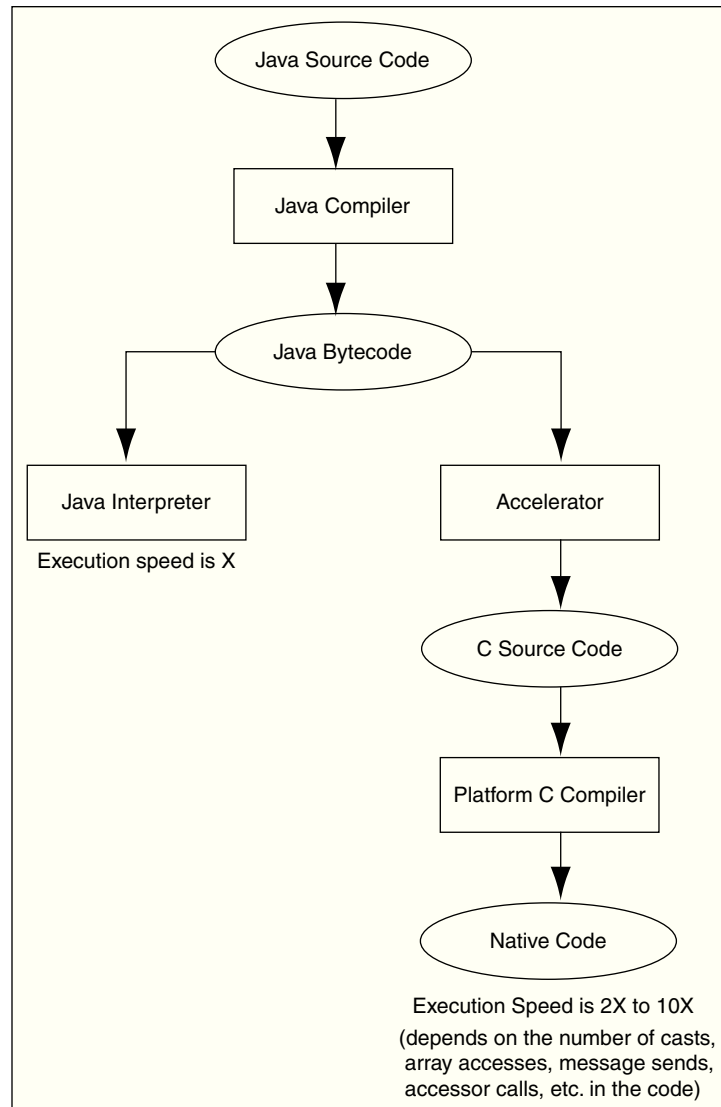 Java Source Code
Java Compiler
Java Bytecode
Java Interpreter
Execution speed is X
Accelerator
C Source Code
Platform C Compiler
Native Code
Execution Speed is 2X to 10X
(depends on the number of casts,
array accesses, message sends,
accessor calls, etc. in the code)